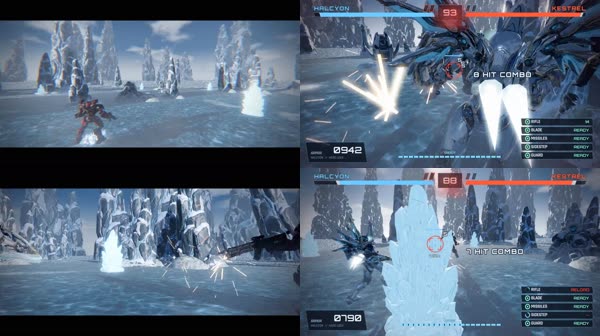 HALCYON
93
KESTREL
8 HIT COMBO
RIFLE
BLADE READY
MISSILES READY
SIDESTEP READY
GUARD READY
0942
HALCYON
88
KESTREL
7 HIT COMBO
RIFLE RELOAD
BLADE READY
MISSILES READY
SIDESTEP READY
GUARD READY
0790